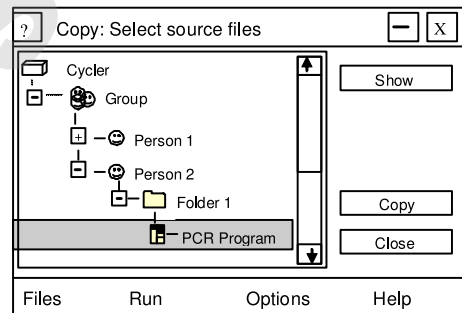 ? Copy: Select source files X
Cycler
Show
Group
Person 1
Person 2
Folder 1
Copy
PCR Program
Close
Files Run Options Help